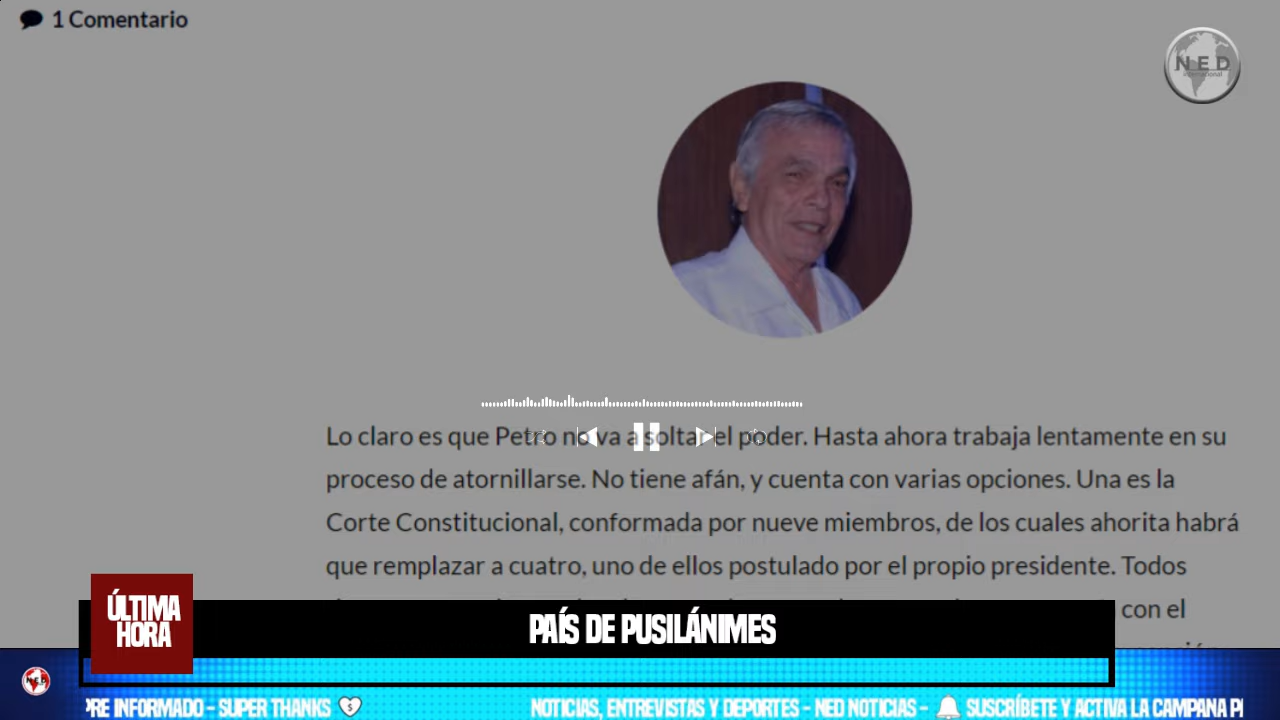 1 Comentario
NED
international
Lo claro es que Petro no va a soltar el poder. Hasta ahora trabaja lentamente en su
proceso de atornillarse. No tiene afán, y cuenta con varias opciones. Una es la
Corte Constitucional, conformada por nueve miembros, de los cuales ahorita habrá
que remplazar a cuatro, uno de ellos postulado por el propio presidente. Todos
con el
ÚLTIMA
HORA
PAÍS DE PUSILÁNIMES
NED
INFORMADO - SUPER THANKS
NOTICIAS, ENTREVISTAS Y DEPORTES - NED NOTICIAS - SUSCRÍBETE Y ACTIVA LA CAMPANA